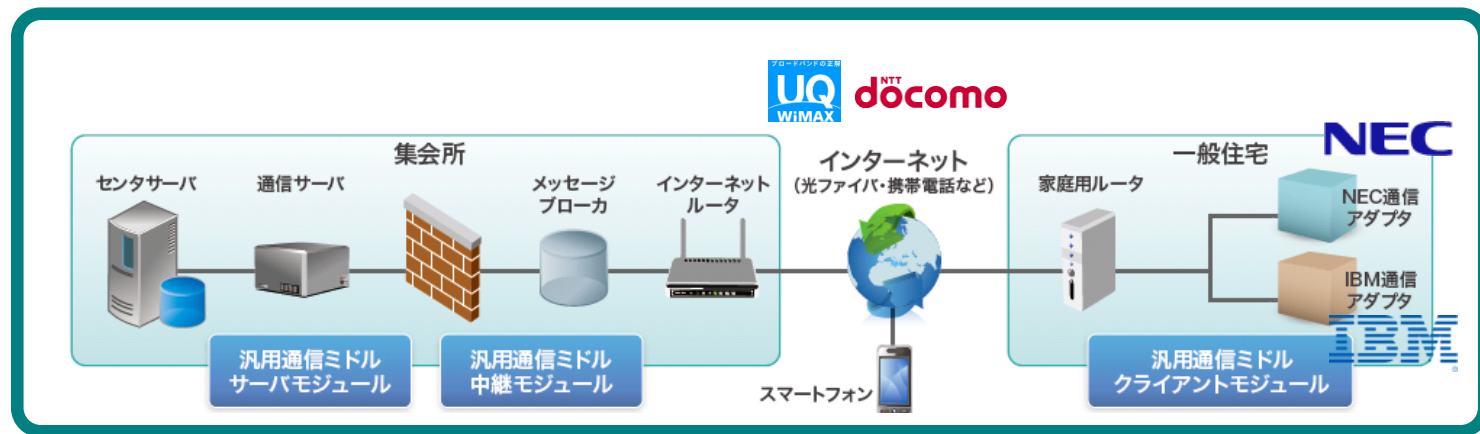 ブロードバンドの正解
UQ
WiMAX
NTT
docomo
NEC
集会所
インターネット
(光ファイバ・携帯電話など)
一般住宅
センタサーバ
通信サーバ
メッセージ
ブローカ
インターネット
ルータ
家庭用ルータ
NEC通信
アダプタ
IBM通信
アダプタ
IBM
汎用通信ミドル
サーバモジュール
汎用通信ミドル
中継モジュール
スマートフォン
汎用通信ミドル
クライアントモジュール